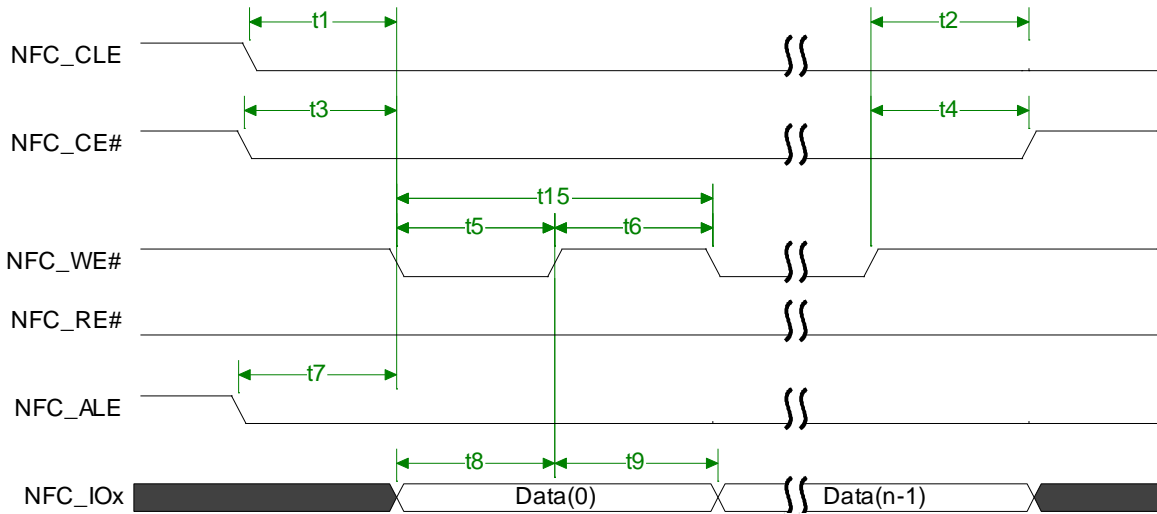 t1
t2
NFC_CLE
t3
t4
NFC_CE#
t15
t5
t6
NFC_WE#
NFC_RE#
t7
NFC_ALE
t8
t9
NFC_IOx
Data(0)
Data(n-1)